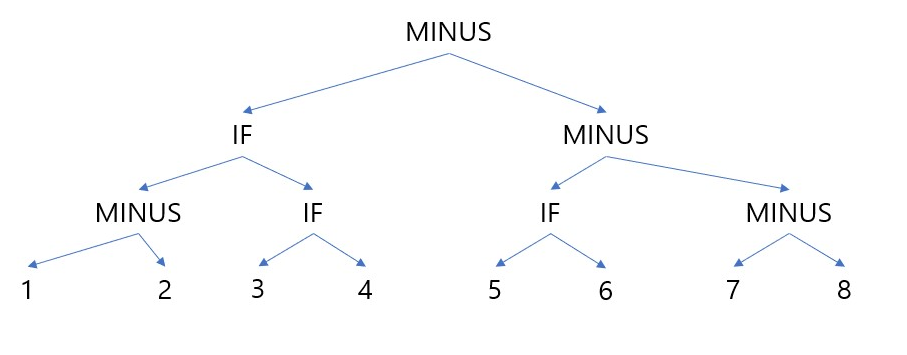 MINUS
IF MINUS
MINUS IF IF MINUS
1 2 3 4 5 6 7 8